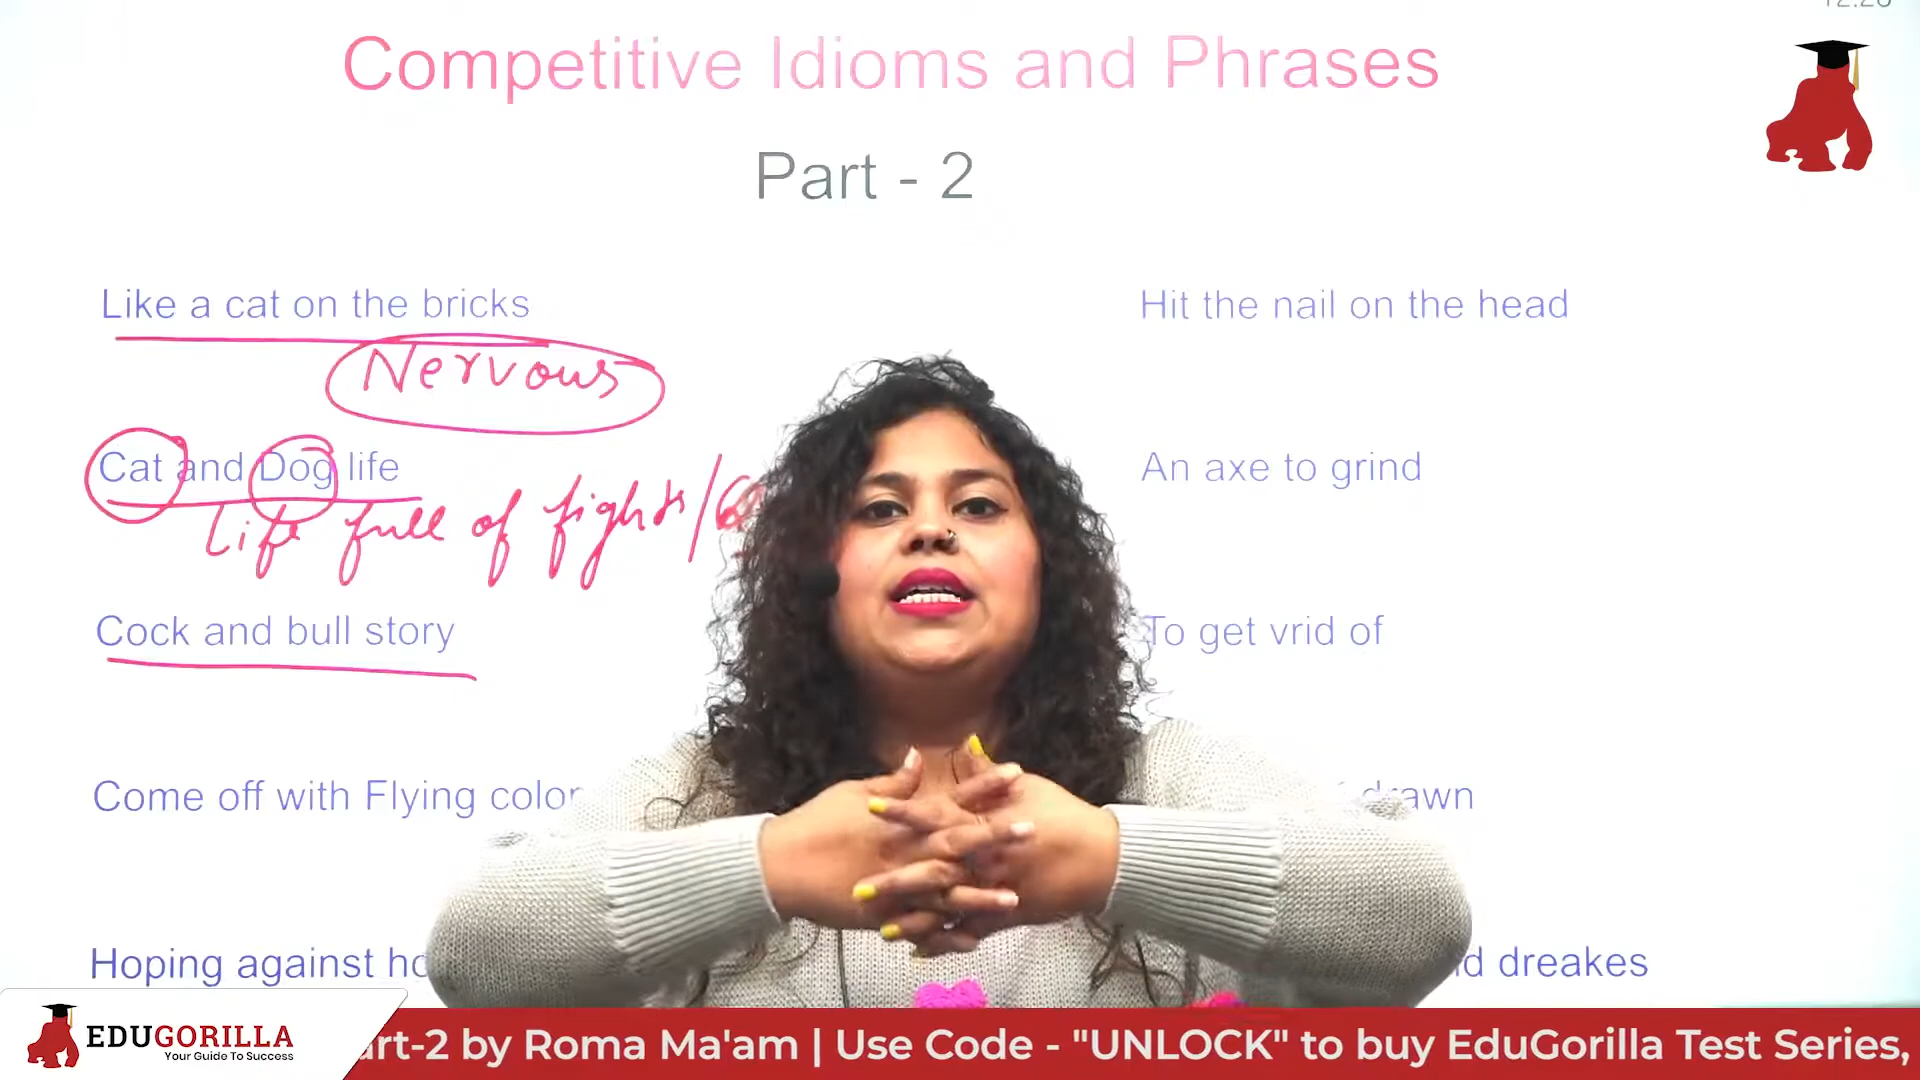 Competitive Idioms and Phrases
Part - 2
Like a cat on the bricks
Nervous
Cat and Dog life
Life full of fights/
Cock and bull story
Come off with Flying color
Hoping against
Hit the nail on the head
An axe to grind
To get vrid of
drawn
dreakes
EDUGORILLA
Your Guide To Success
art-2 by Roma Ma'am | Use Code - "UNLOCK" to buy EduGorilla Test Series,